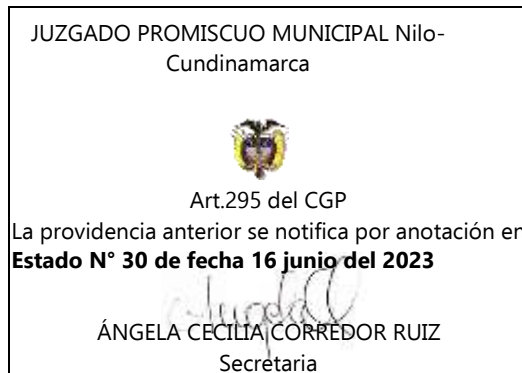 JUZGADO PROMISCUO MUNICIPAL Nilo-
Cundinamarca
Art.295 del CGP
La providencia anterior se notifica por anotación en
Estado N° 30 de fecha 16 junio del 2023
ÁNGELA CECILIA CORREDOR RUIZ
Secretaria